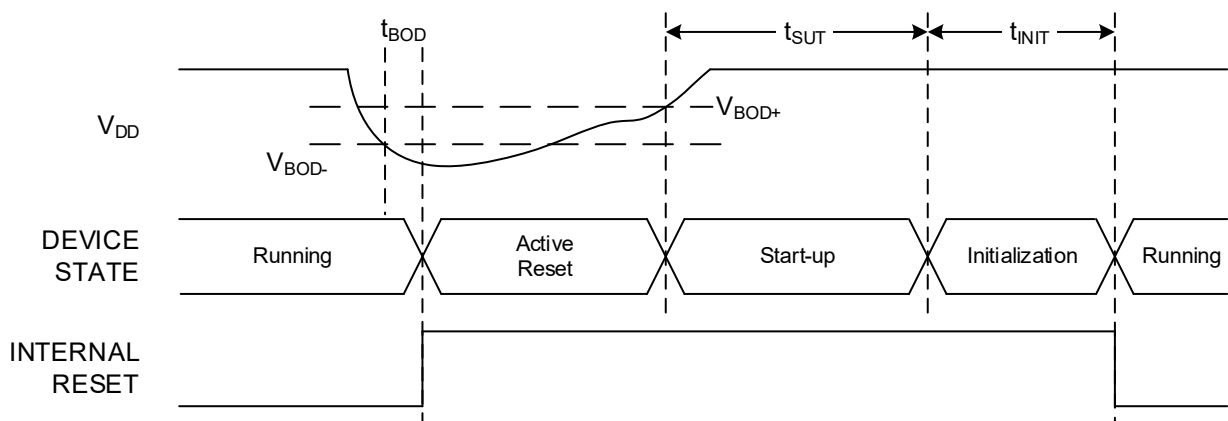 tBOD
tSUT
tINIT
VDD
VBOD+
VBOD-
DEVICE
STATE
Running
Active
Reset
Start-up
Initialization
Running
INTERNAL
RESET